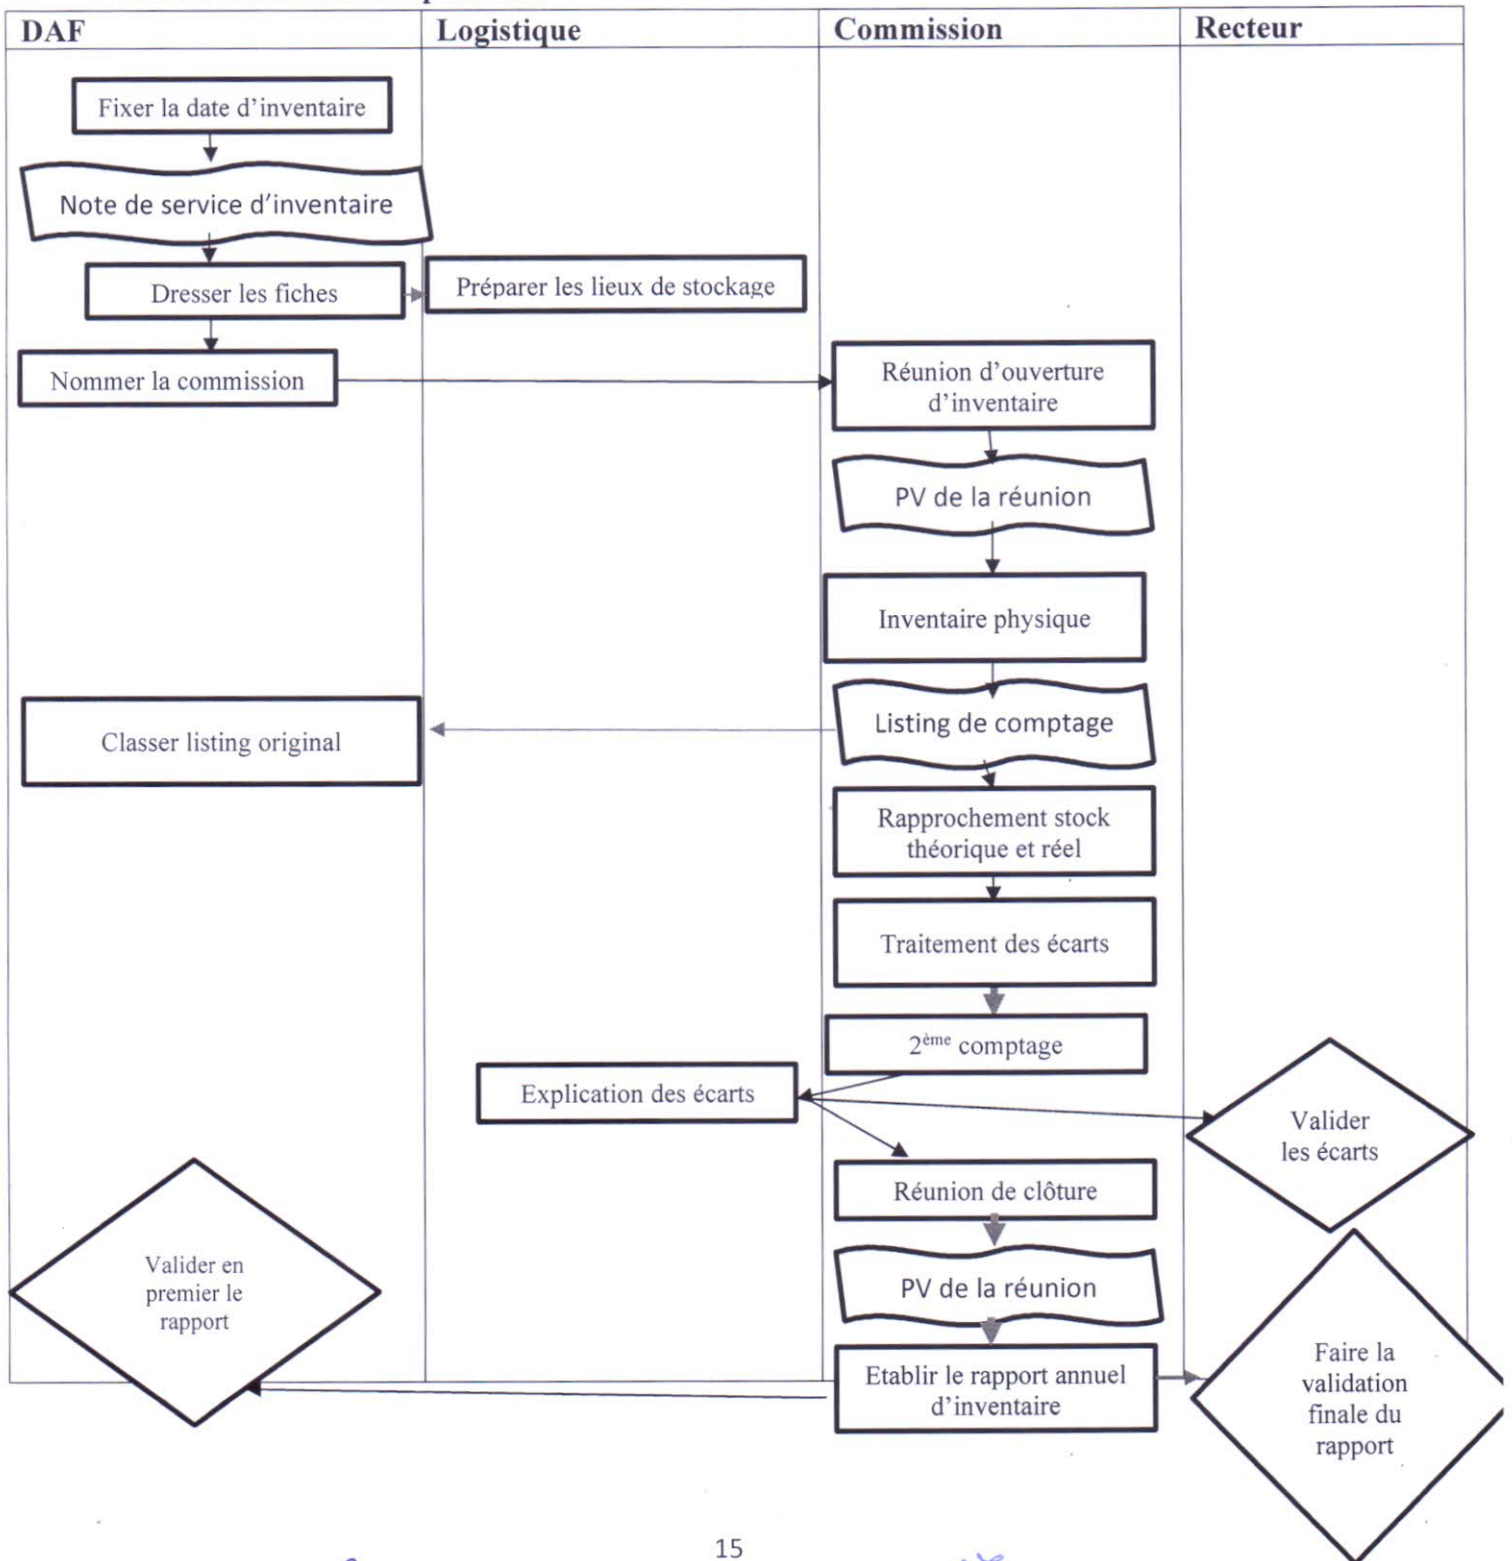 DAF
Logistique
Commission
Recteur
Fixer la date d'inventaire
Note de service d'inventaire
Dresser les fiches
Préparer les lieux de stockage
Nommer la commission
Réunion d'ouverture
d'inventaire
PV de la réunion
Inventaire physique
Listing de comptage
Classer listing original
Rapprochement stock
théorique et réel
Traitement des écarts
2ème comptage
Explication des écarts
Valider
les écarts
Réunion de clôture
Valider en
premier le
rapport
PV de la réunion
Etablir le rapport annuel
d'inventaire
Faire la
validation
finale du
rapport
15